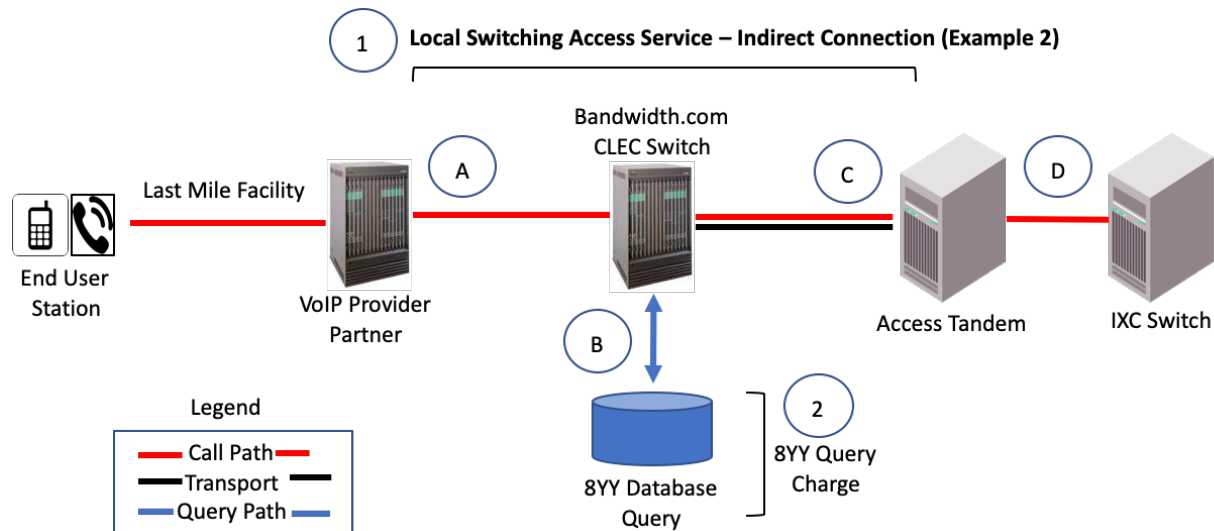 1
Local Switching Access Service – Indirect Connection (Example 2)
Bandwidth.com
CLEC Switch
A
C
D
Last Mile Facility
End User
Station
VoIP Provider
Partner
Access Tandem
IXC Switch
B
Legend
Call Path
Transport
Query Path
8YY Database
Query
2
8YY Query
Charge